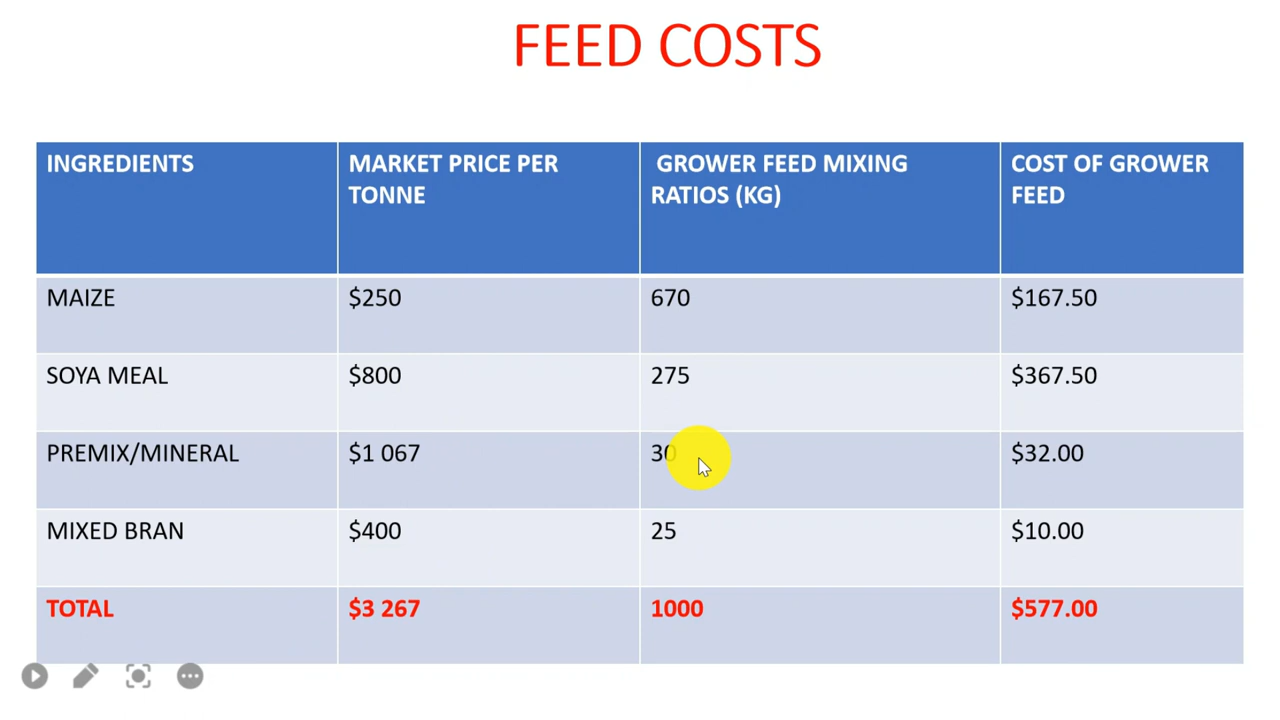 FEED COSTS
INGREDIENTS
MARKET PRICE PER
TONNE
GROWER FEED MIXING
RATIOS (KG)
COST OF GROWER
FEED
MAIZE
$250
670
$167.50
SOYA MEAL
$800
275
$367.50
PREMIX/MINERAL
$1 067
30
$32.00
MIXED BRAN
$400
25
$10.00
TOTAL
$3 267
1000
$577.00